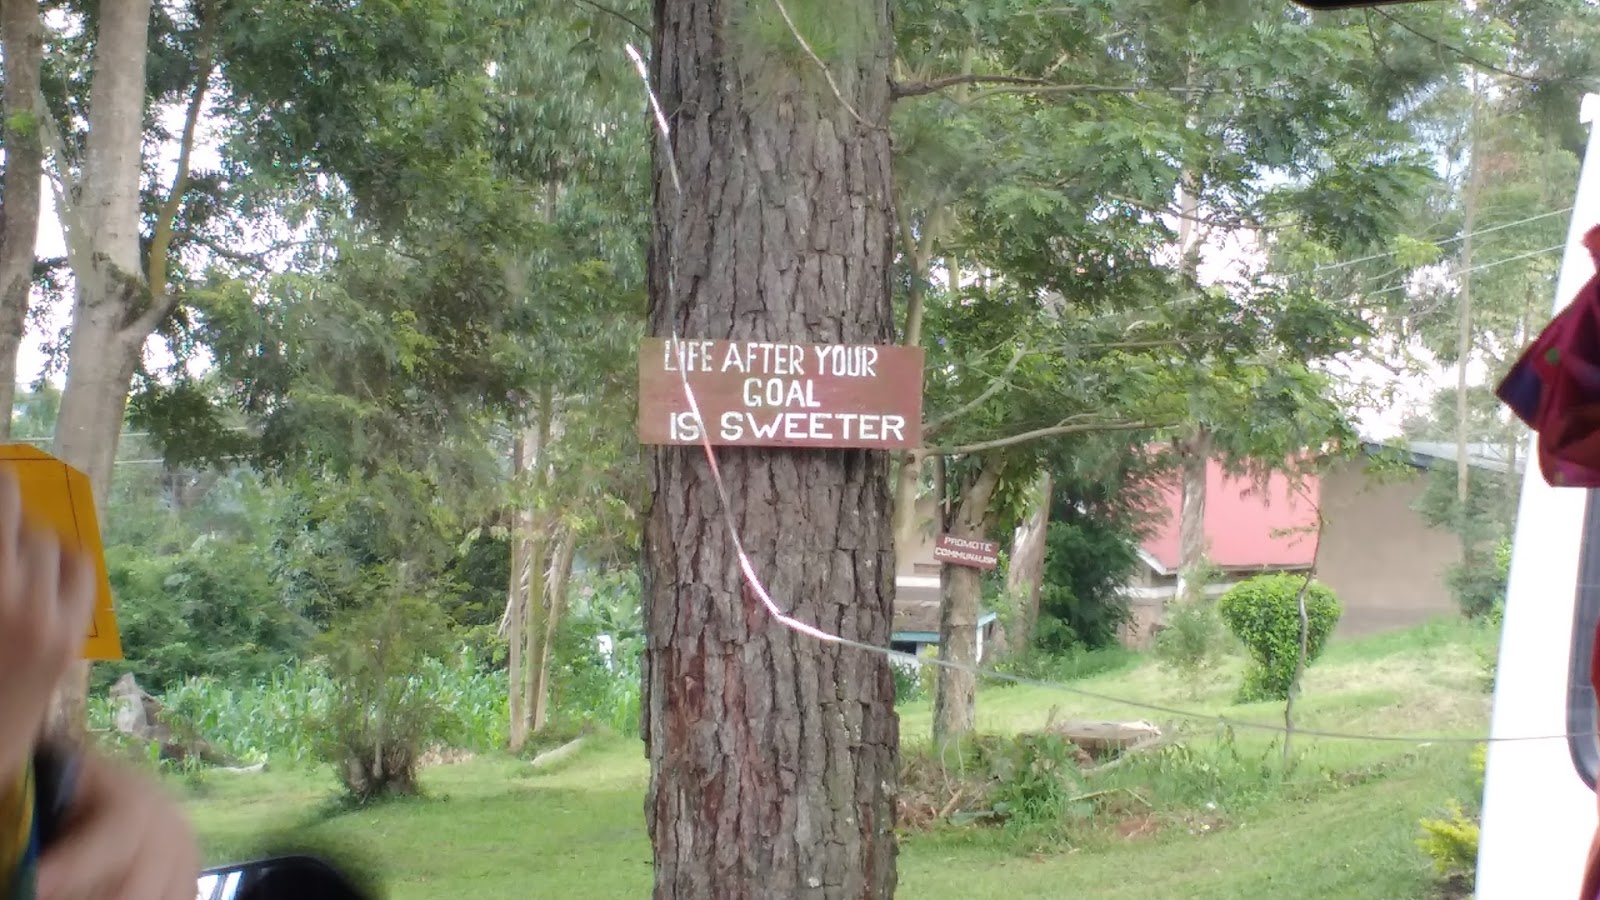 LIFE AFTER YOUR
GOAL
IS SWEETER
PROMOTE
COMMUNALISM